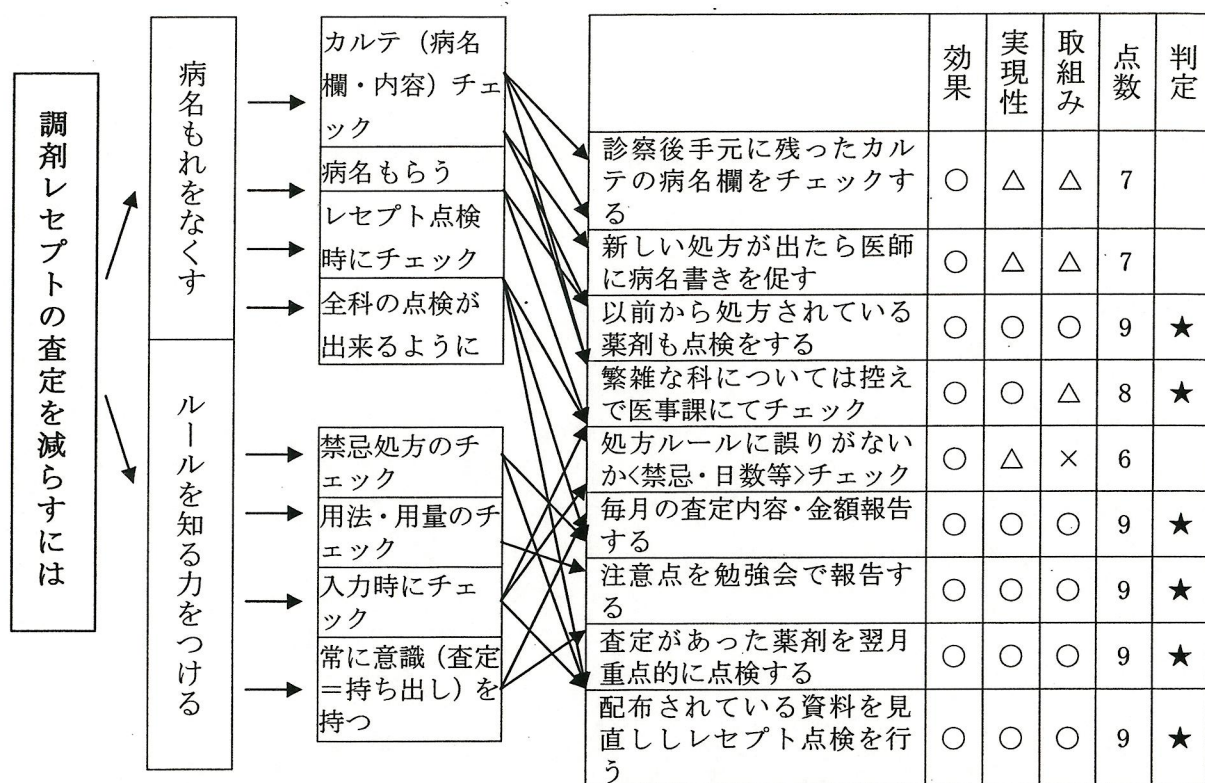 調剤レセプトの査定を減らすには
病名もれをなくす
ルールを知る力をつける
カルテ（病名
欄・内容）チェ
ック
病名もらう
レセプト点検
時にチェック
全科の点検が
出来るように
禁忌処方のチ
ェック
用法・用量のチ
ェック
入力時にチェ
ック
常に意識（査定
＝持ち出し）を
持つ
効果 実現性 取組み 点数 判定
診察後手元に残ったカル
テの病名欄をチェックす
る
○ △ △ 7
新しい処方が出たら医師
に病名書きを促す
○ △ △ 7
以前から処方されている
薬剤も点検をする
○ ○ ○ 9 ★
繁雑な科については控え
で医事課にてチェック
○ ○ △ 8 ★
処方ルールに誤りがない
か<禁忌・日数等>チェック
○ △ × 6
毎月の査定内容・金額報告
する
○ ○ ○ 9 ★
注意点を勉強会で報告す
る
○ ○ ○ 9 ★
査定があった薬剤を翌月
重点的に点検する
○ ○ ○ 9 ★
配布されている資料を見
直ししレセプト点検を行
う
○ ○ ○ 9 ★